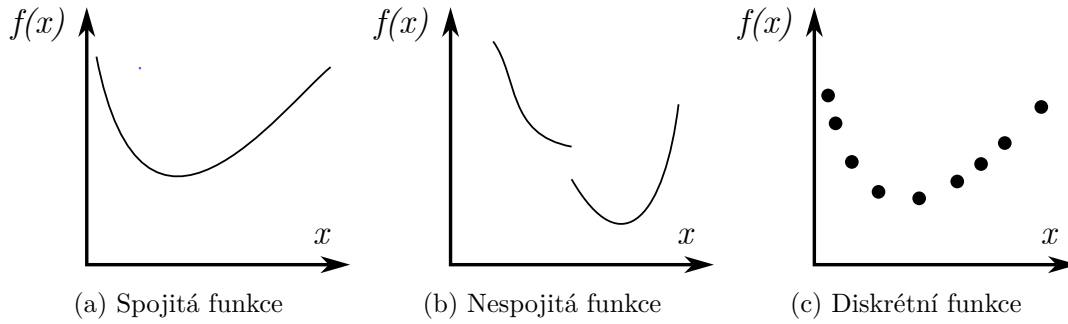 f(x)
x
(a) Spojitá funkce
f(x)
x
(b) Nespojitá funkce
f(x)
x
(c) Diskrétní funkce